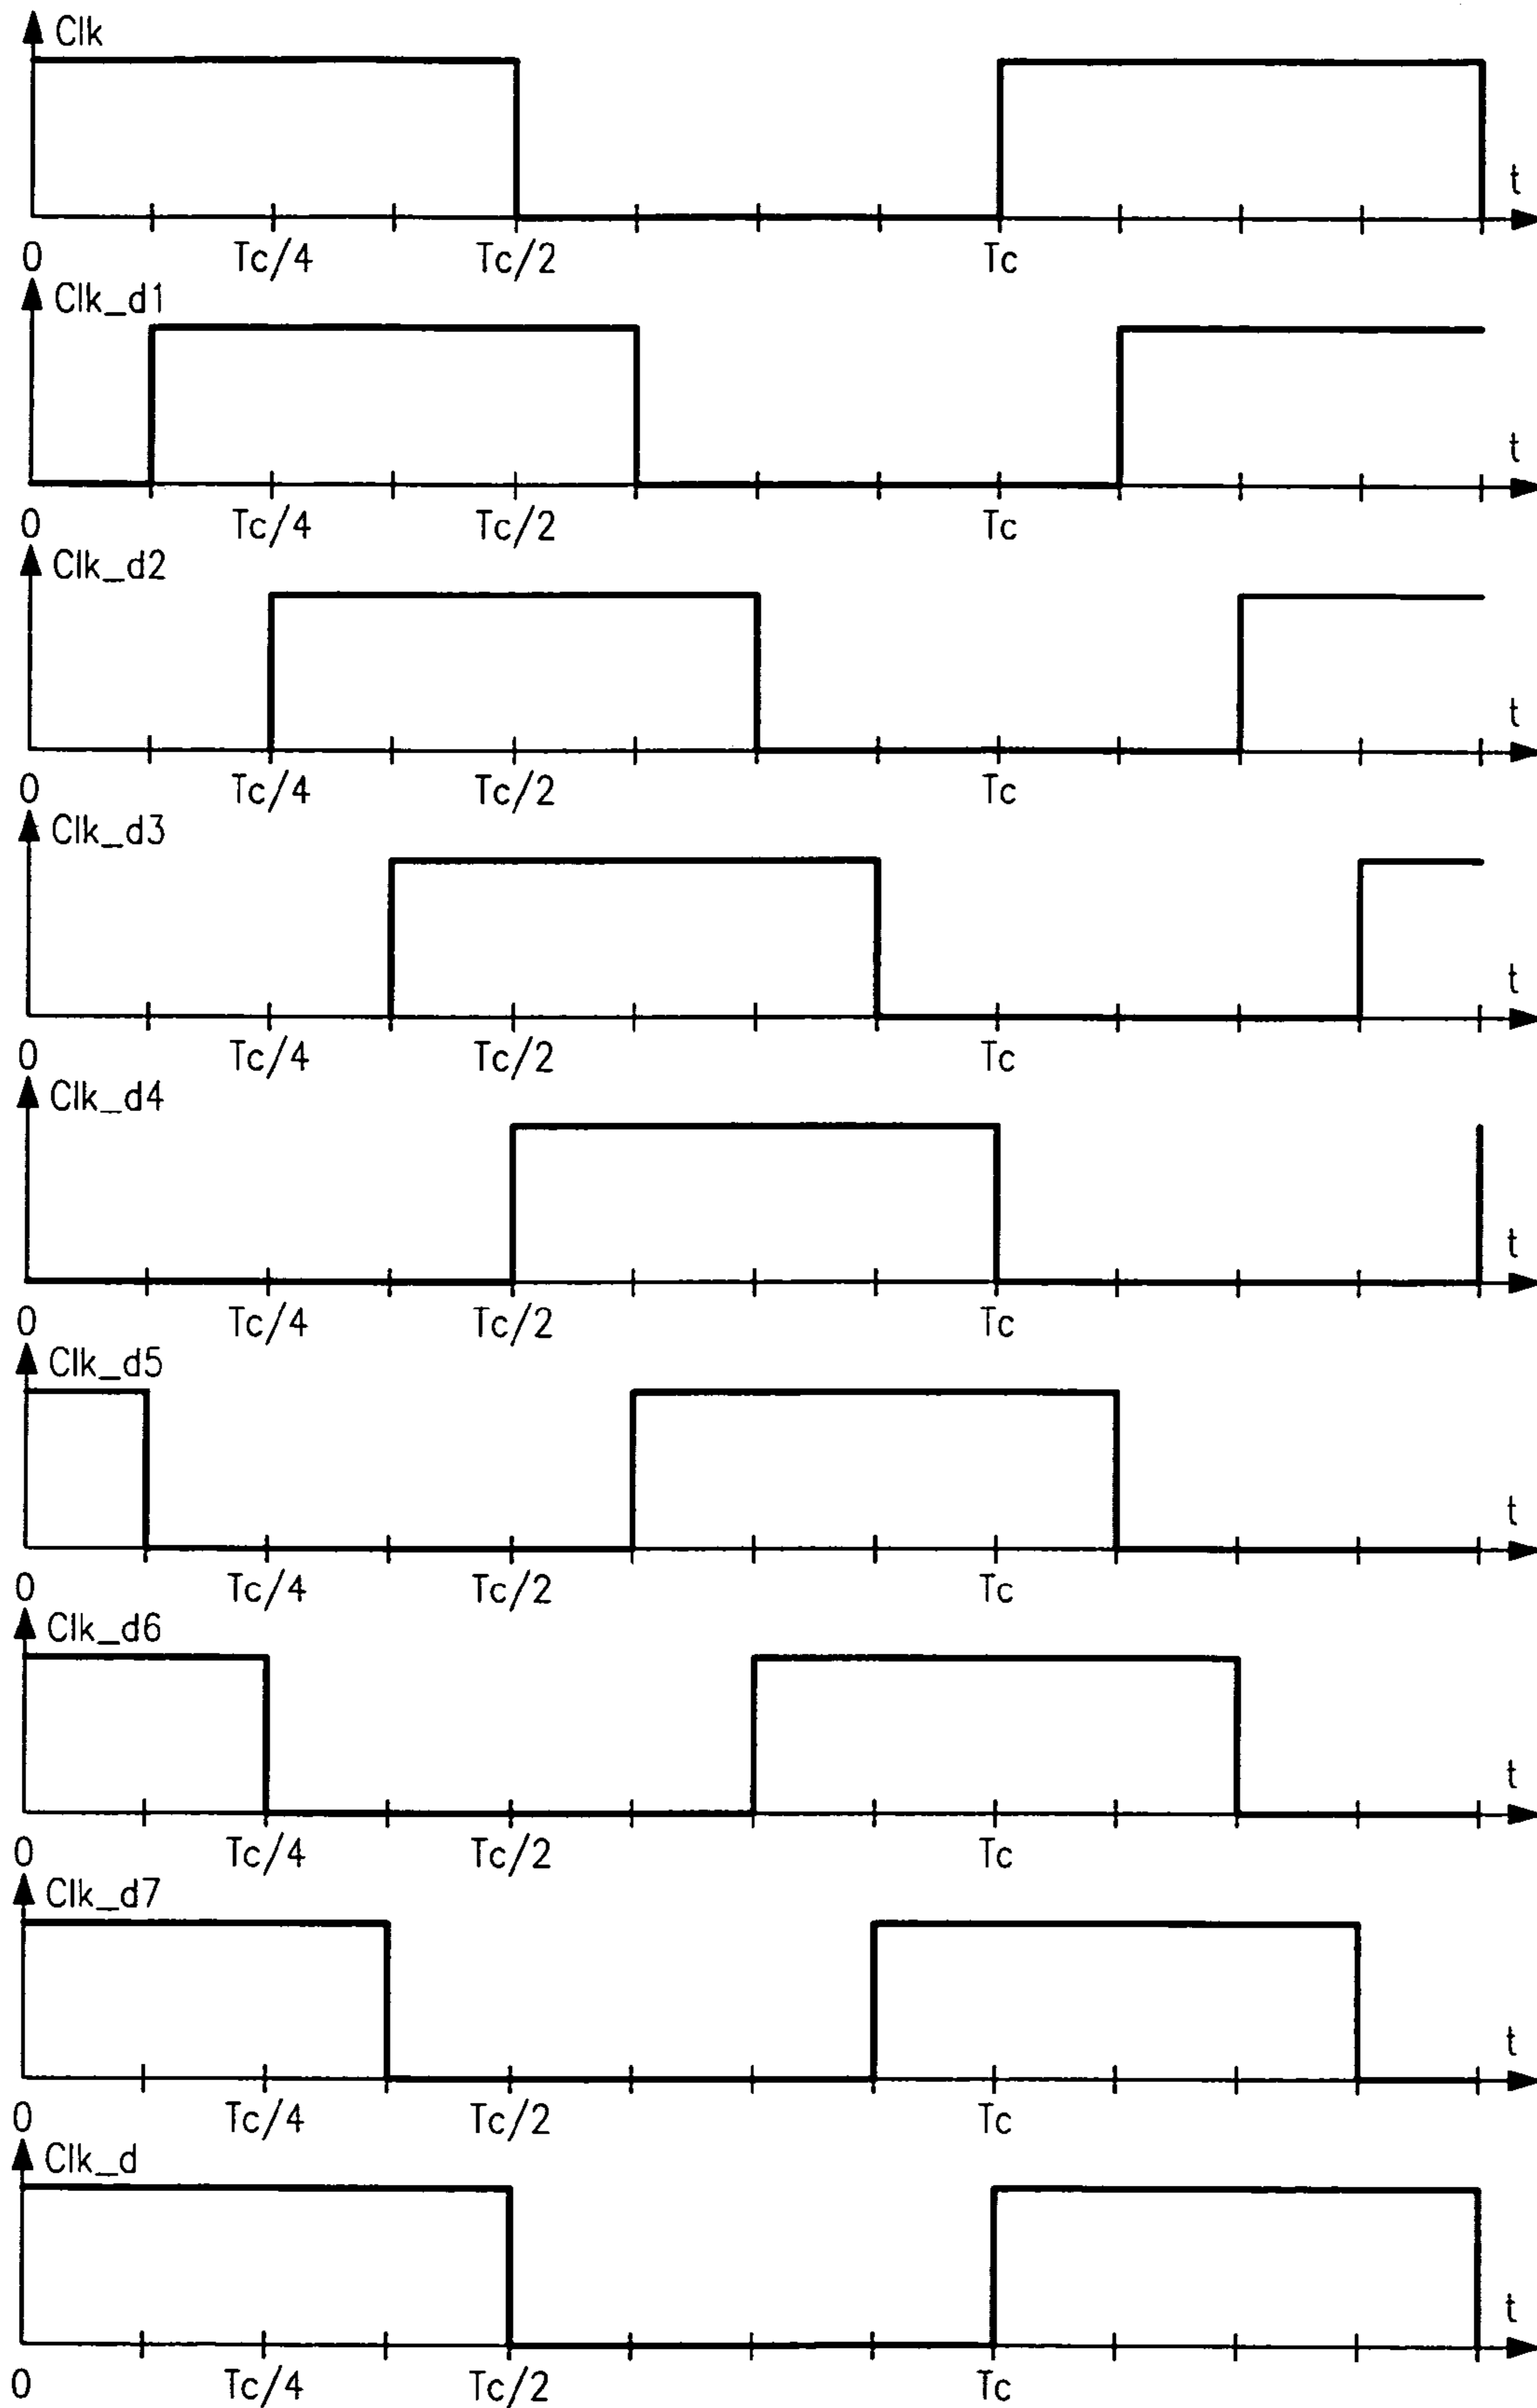 Clk
t
0 Tc/4 Tc/2 Tc
Clk_d1
t
0 Tc/4 Tc/2 Tc
Clk_d2
t
0 Tc/4 Tc/2 Tc
Clk_d3
t
0 Tc/4 Tc/2 Tc
Clk_d4
t
0 Tc/4 Tc/2 Tc
Clk_d5
t
0 Tc/4 Tc/2 Tc
Clk_d6
t
0 Tc/4 Tc/2 Tc
Clk_d7
t
0 Tc/4 Tc/2 Tc
Clk_d
t
0 Tc/4 Tc/2 Tc